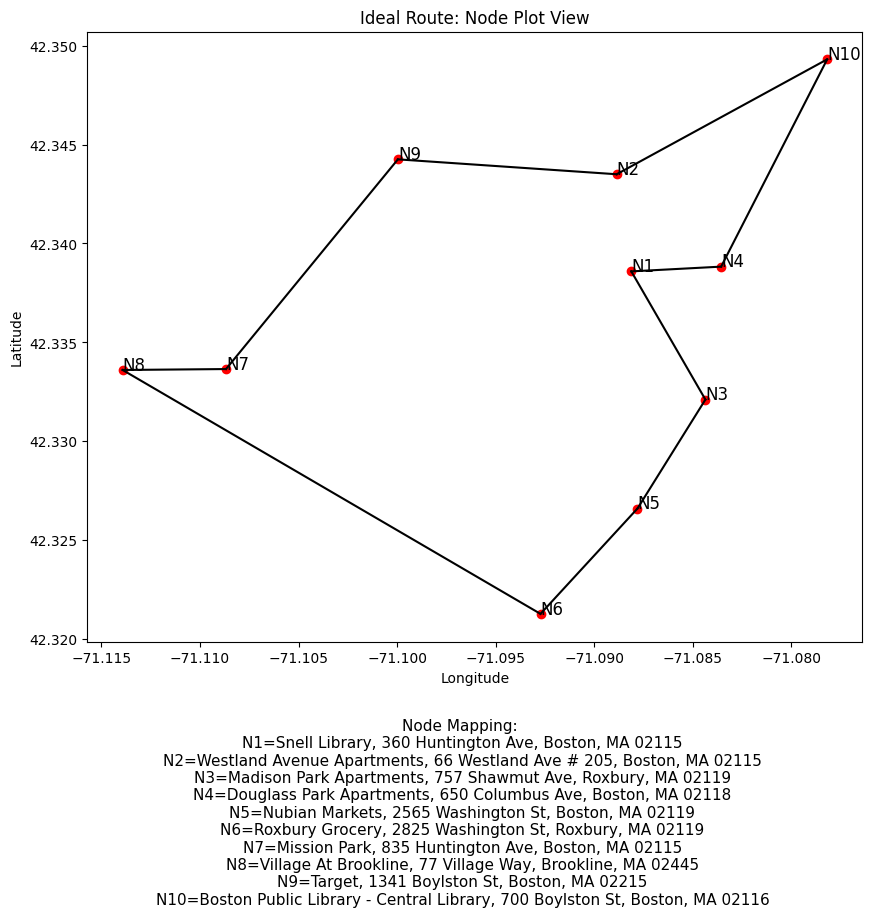 Ideal Route: Node Plot View
42.350
N10
42.345
N9
N2
42.340
N1
N4
Latitude
42.335
N8
N7
N3
42.330
N5
42.325
N6
42.320
−71.115
−71.110
−71.105
−71.100
−71.095
−71.090
−71.085
−71.080
Longitude
Node Mapping:
N1=Snell Library, 360 Huntington Ave, Boston, MA 02115
N2=Westland Avenue Apartments, 66 Westland Ave # 205, Boston, MA 02115
N3=Madison Park Apartments, 757 Shawmut Ave, Roxbury, MA 02119
N4=Douglass Park Apartments, 650 Columbus Ave, Boston, MA 02118
N5=Nubian Markets, 2565 Washington St, Boston, MA 02119
N6=Roxbury Grocery, 2825 Washington St, Roxbury, MA 02119
N7=Mission Park, 835 Huntington Ave, Boston, MA 02115
N8=Village At Brookline, 77 Village Way, Brookline, MA 02445
N9=Target, 1341 Boylston St, Boston, MA 02215
N10=Boston Public Library - Central Library, 700 Boylston St, Boston, MA 02116